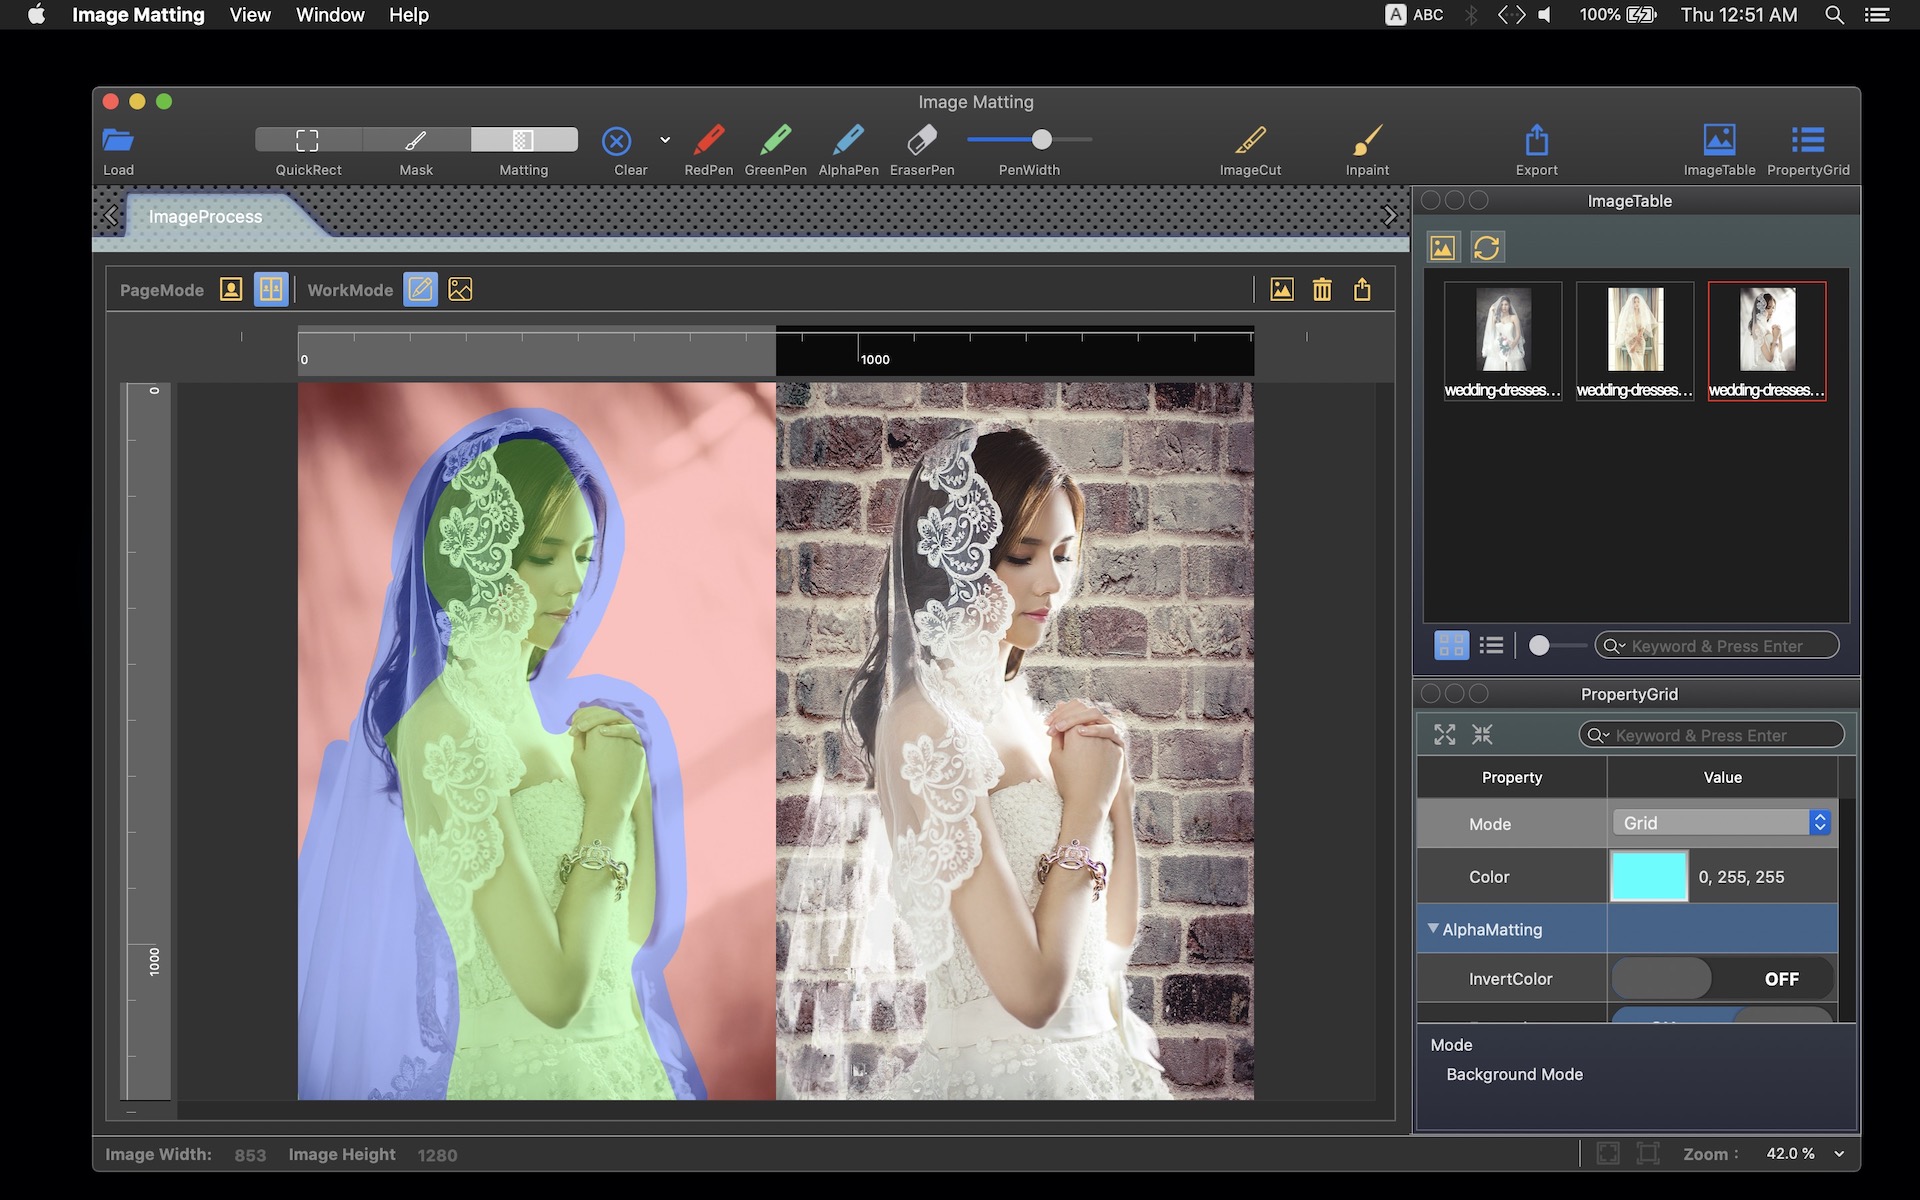 Image Matting View Window Help A ABC 100% Thu 12:51 AM
Image Matting
Load QuickRect Mask Matting Clear RedPen GreenPen AlphaPen EraserPen PenWidth ImageCut Inpaint Export ImageTable PropertyGrid
ImageProcess
PageMode WorkMode
0 1000
0
1000
ImageTable
wedding-dresses... wedding-dresses... wedding-dresses...
Keyword & Press Enter
PropertyGrid
Keyword & Press Enter
Property Value
Mode Grid
Color 0, 255, 255
AlphaMatting
InvertColor OFF
Mode
Background Mode
Image Width: 853 Image Height 1280 Zoom : 42.0 %